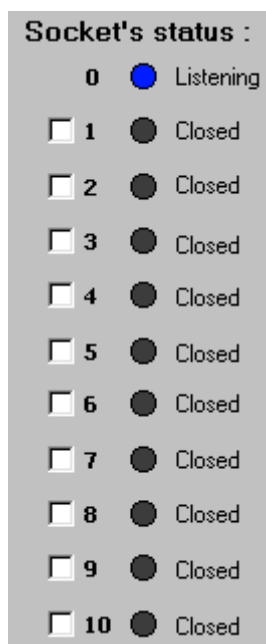 Socket's status :
0 Listening
1 Closed
2 Closed
3 Closed
4 Closed
5 Closed
6 Closed
7 Closed
8 Closed
9 Closed
10 Closed